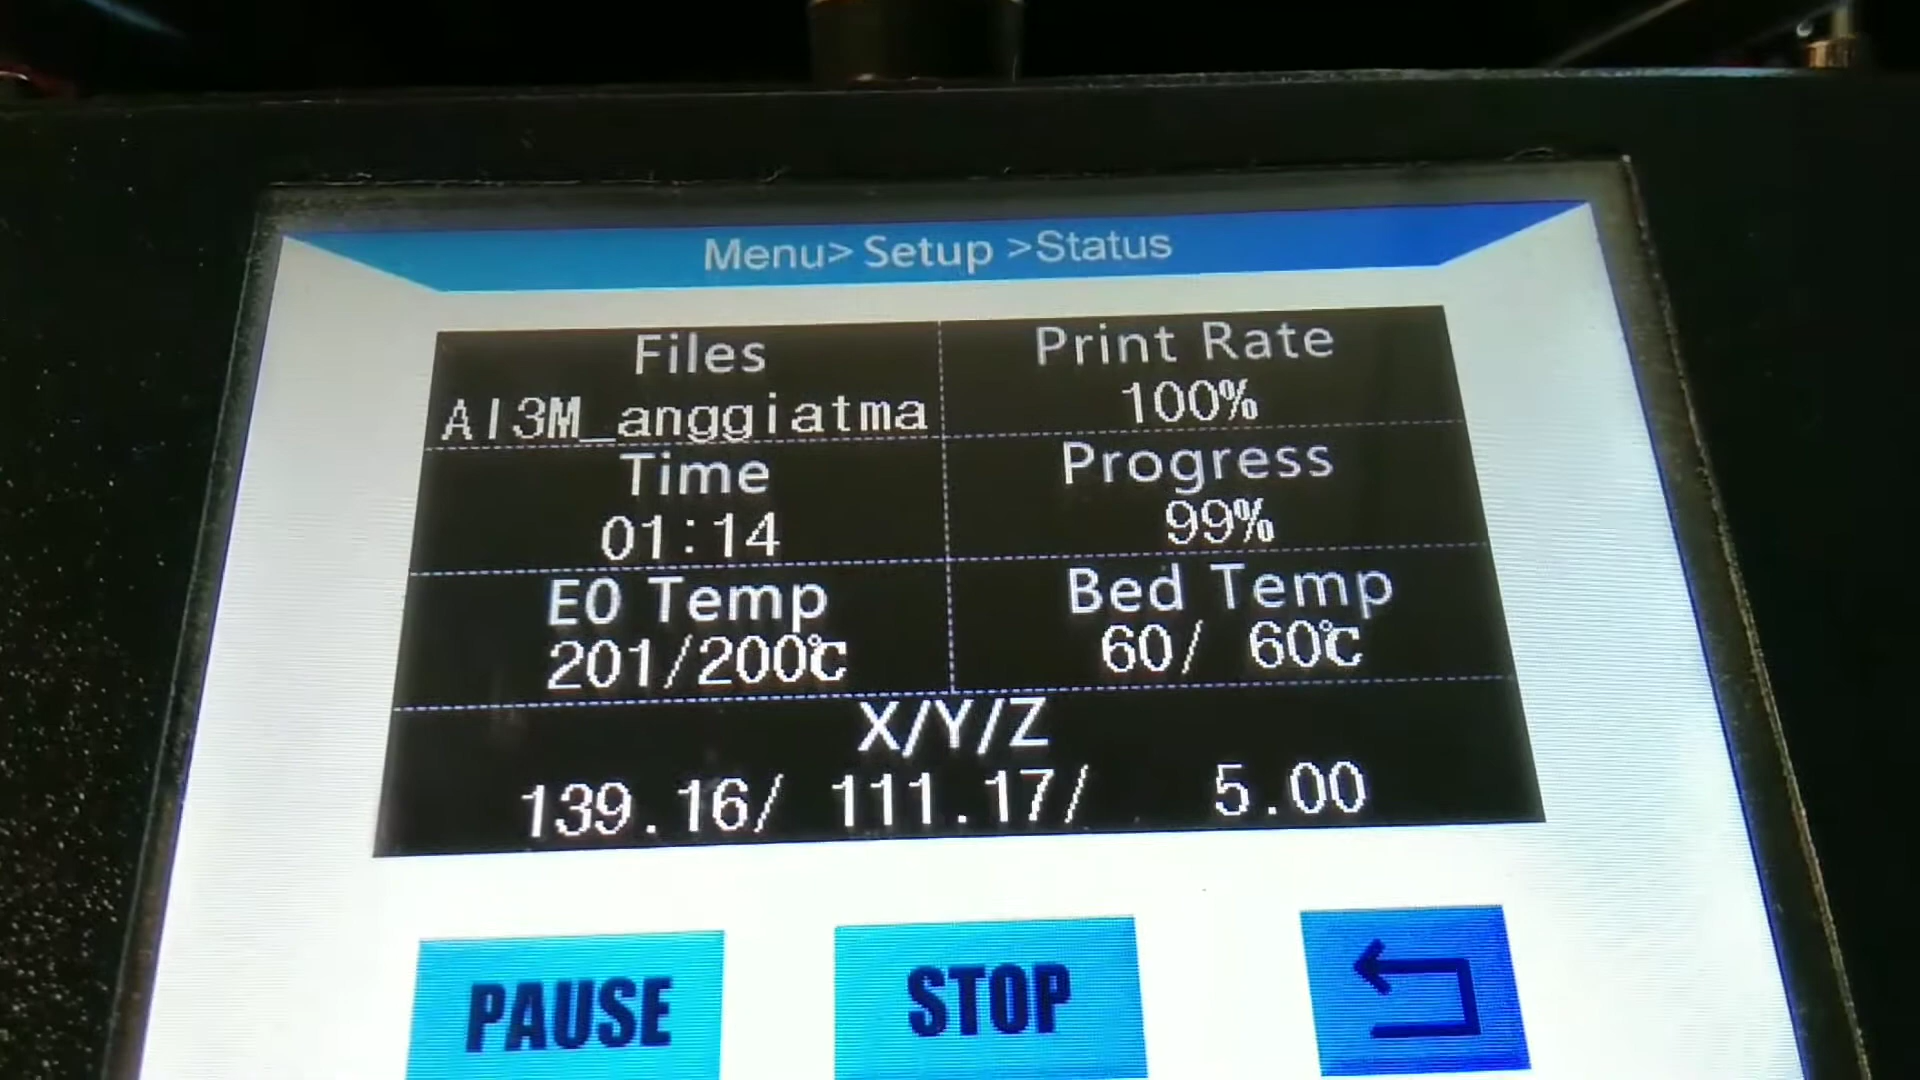 Menu> Setup >Status
Files
AI3M_anggiatma
Print Rate
100%
Time
01:14
Progress
99%
E0 Temp
201/200℃
Bed Temp
60/ 60℃
X/Y/Z
139.16/ 111.17/ 5.00
PAUSE
STOP